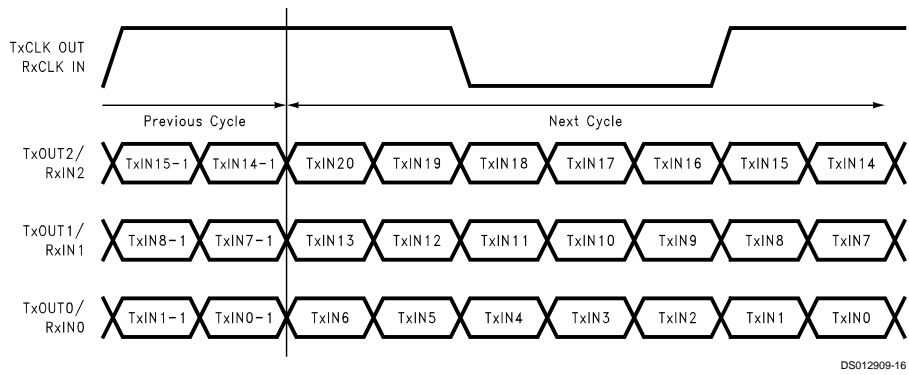 TxCLK OUT
RxCLK IN
Previous Cycle
Next Cycle
TxOUT2/
RxIN2
TxIN15-1 TxIN14-1 TxIN20 TxIN19 TxIN18 TxIN17 TxIN16 TxIN15 TxIN14
TxOUT1/
RxIN1
TxIN8-1 TxIN7-1 TxIN13 TxIN12 TxIN11 TxIN10 TxIN9 TxIN8 TxIN7
TxOUT0/
RxIN0
TxIN1-1 TxIN0-1 TxIN6 TxIN5 TxIN4 TxIN3 TxIN2 TxIN1 TxIN0
DS012909-16